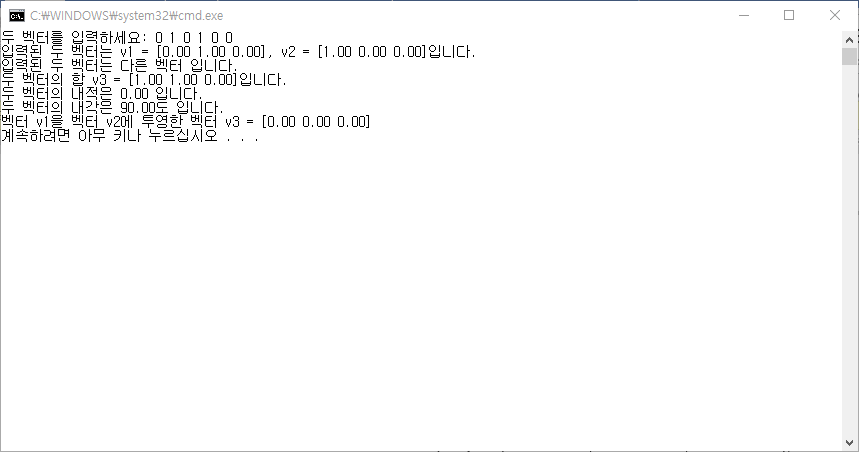 C:₩WINDOWS₩system32₩cmd.exe
두 벡터를 입력하세요: 0 1 0 1 0 0
입력된 두 벡터는 v1 = [0.00 1.00 0.00], v2 = [1.00 0.00 0.00]입니다.
입력된 두 벡터는 다른 벡터 입니다.
두 벡터의 합 v3 = [1.00 1.00 0.00]입니다.
두 벡터의 내적은 0.00 입니다.
두 벡터의 내각은 90.00도 입니다.
벡터 v1을 벡터 v2에 투영한 벡터 v3 = [0.00 0.00 0.00]
계속하려면 아무 키나 누르십시오 . . .